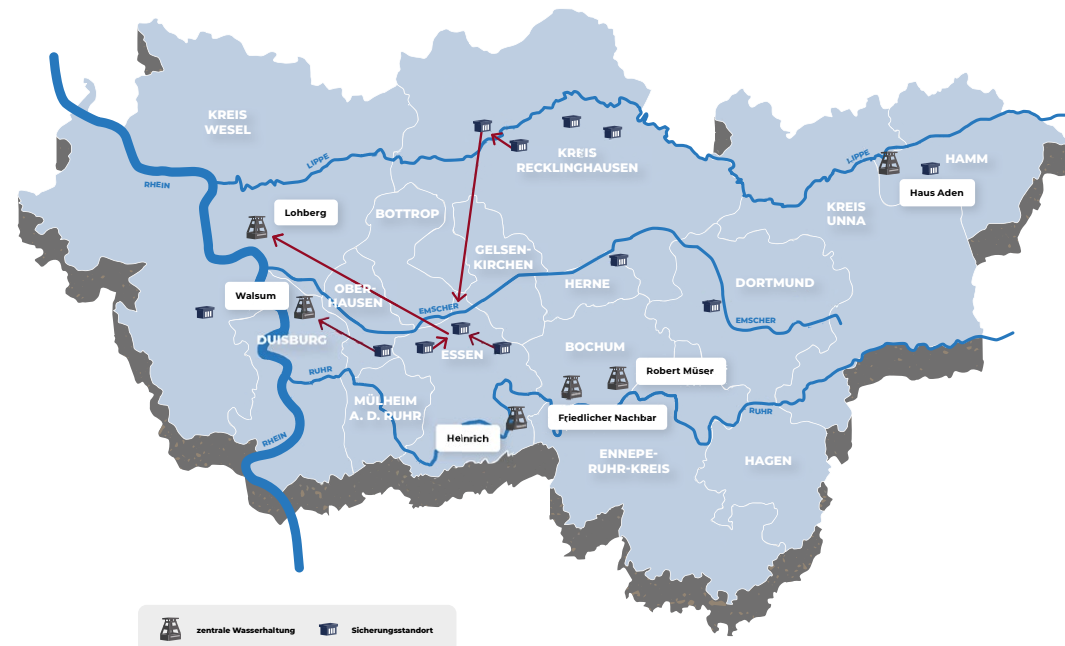 KREIS
WESEL
LIPPE
RHEIN
KREIS
RECKLINGHAUSEN
LIPPE
HAMM
Haus Aden
KREIS
UNNA
Lohberg
BOTTROP
GELSEN-
KIRCHEN
HERNE
DORTMUND
Walsum
OBER-
HAUSEN
EMSCHER
EMSCHER
DUISBURG
ESSEN
BOCHUM
RUHR
Robert Müser
MÜLHEIM
A. D. RUHR
Friedlicher Nachbar
RUHR
Heinrich
RHEIN
ENNEPE-
RUHR-KREIS
HAGEN
zentrale Wasserhaltung
Sicherungsstandort